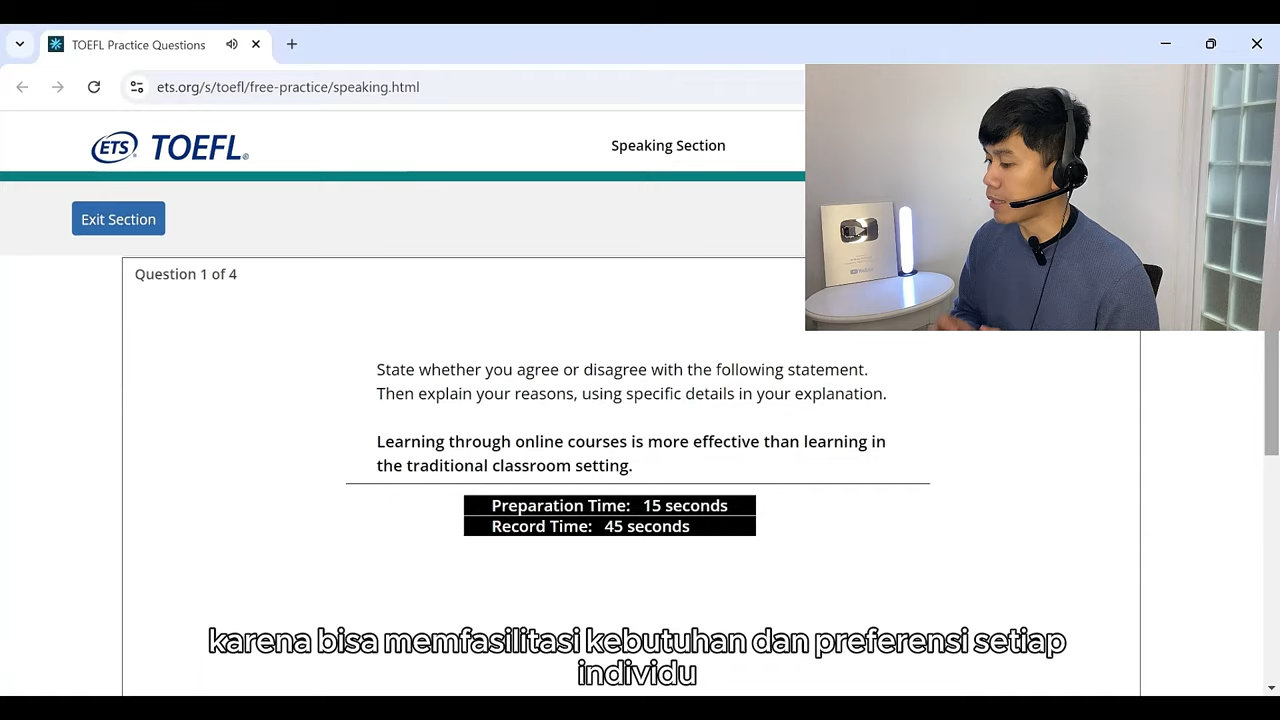 TOEFL Practice Questions
ets.org/s/toefl/free-practice/speaking.html
ETS TOEFL
Speaking Section
Exit Section
Question 1 of 4
State whether you agree or disagree with the following statement.
Then explain your reasons, using specific details in your explanation.
Learning through online courses is more effective than learning in
the traditional classroom setting.
Preparation Time: 15 seconds
Record Time: 45 seconds
karena bisa memfasilitasi kebutuhan dan preferensi setiap
individu